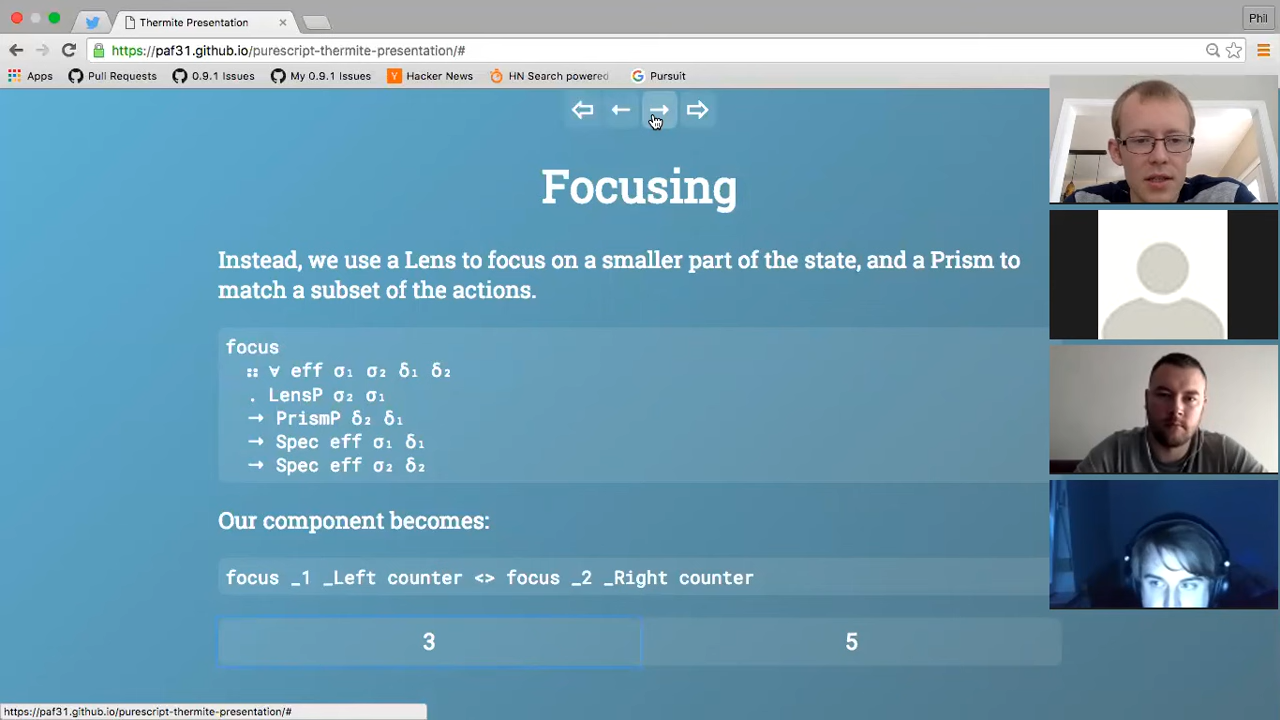 Thermite Presentation
Phil
https://paf31.github.io/purescript-thermite-presentation/#
Apps Pull Requests 0.9.1 Issues My 0.9.1 Issues Hacker News HN Search powered Pursuit
⇦ ← → ⇨
Focusing
Instead, we use a Lens to focus on a smaller part of the state, and a Prism to
match a subset of the actions.
focus
∷ ∀ eff σ₁ σ₂ δ₁ δ₂
. LensP σ₂ σ₁
→ PrismP δ₂ δ₁
→ Spec eff σ₁ δ₁
→ Spec eff σ₂ δ₂
Our component becomes:
focus _1 _Left counter <> focus _2 _Right counter
3 5
https://paf31.github.io/purescript-thermite-presentation/#